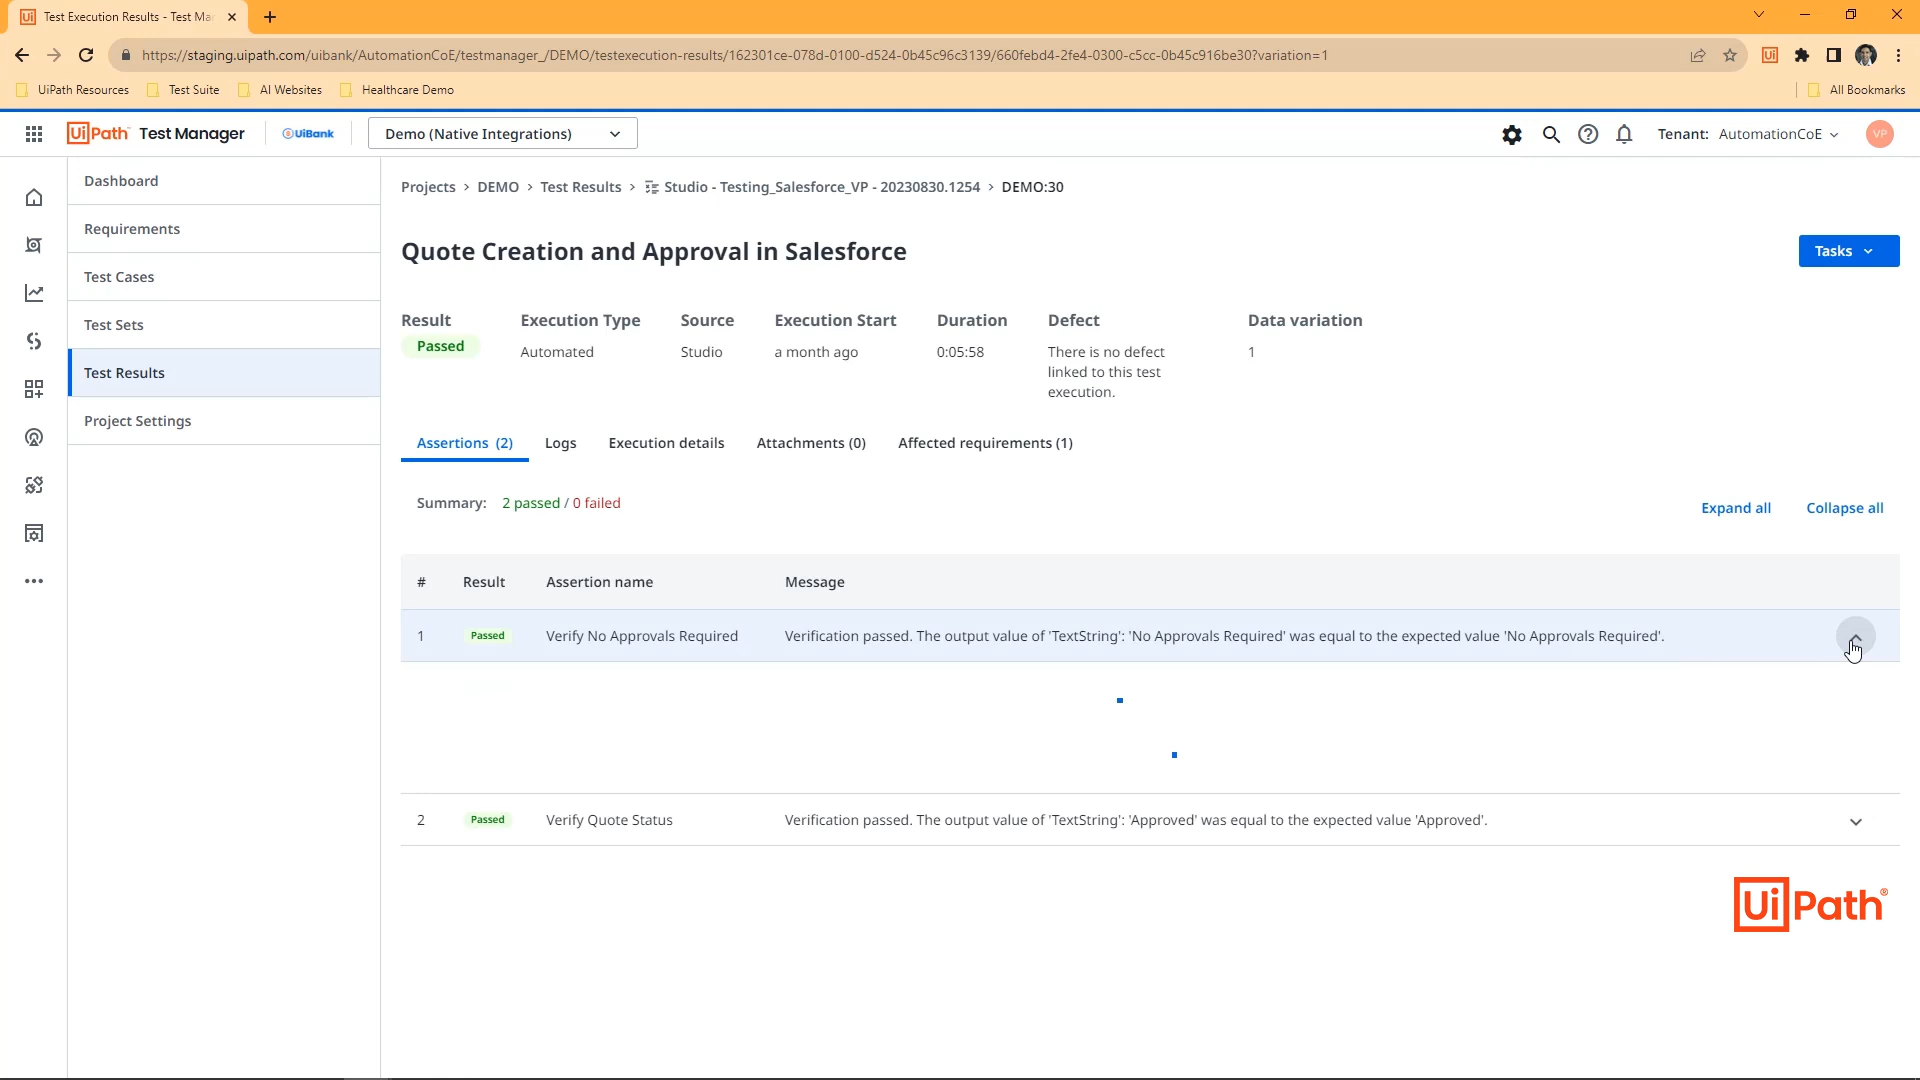 Test Execution Results - Test Ma
https://staging.uipath.com/uibank/AutomationCoE/testmanager_/DEMO/testexecution-results/162301ce-078d-0100-d524-0b45c96c3139/660febd4-2fe4-0300-c5cc-0b45c916be30?variation=1
UiPath Resources
Test Suite
AI Websites
Healthcare Demo
All Bookmarks
UiPath Test Manager
UiBank
Demo (Native Integrations)
Tenant: AutomationCoE
VP
Dashboard
Requirements
Test Cases
Test Sets
Test Results
Project Settings
Projects > DEMO > Test Results > Studio - Testing_Salesforce_VP - 20230830.1254 > DEMO:30
Quote Creation and Approval in Salesforce
Tasks
Result Execution Type Source Execution Start Duration Defect Data variation
Passed Automated Studio a month ago 0:05:58 There is no defect 1
linked to this test
execution.
Assertions (2) Logs Execution details Attachments (0) Affected requirements (1)
Summary: 2 passed / 0 failed
Expand all Collapse all
# Result Assertion name Message
1 Passed Verify No Approvals Required Verification passed. The output value of 'TextString': 'No Approvals Required' was equal to the expected value 'No Approvals Required'.
2 Passed Verify Quote Status Verification passed. The output value of 'TextString': 'Approved' was equal to the expected value 'Approved'.
UiPath®